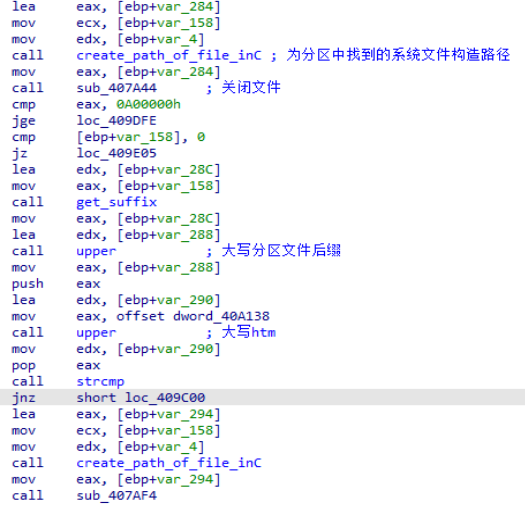 lea eax, [ebp+var_284]
mov ecx, [ebp+var_158]
mov edx, [ebp+var_4]
call create_path_of_file_inC ; 为分区中找到的系统文件构造路径
mov eax, [ebp+var_284]
call sub_407A44 ; 关闭文件
cmp eax, 0A00000h
jge loc_409DFE
cmp [ebp+var_158], 0
jz loc_409E05
lea edx, [ebp+var_28C]
mov eax, [ebp+var_158]
call get_suffix
mov eax, [ebp+var_28C]
lea edx, [ebp+var_288]
call upper ; 大写分区文件后缀
mov eax, [ebp+var_288]
push eax
lea edx, [ebp+var_290]
mov eax, offset dword_40A138
call upper ; 大写htm
mov edx, [ebp+var_290]
pop eax
call strcmp
jnz short loc_409C00
lea eax, [ebp+var_294]
mov ecx, [ebp+var_158]
mov edx, [ebp+var_4]
call create_path_of_file_inC
mov eax, [ebp+var_294]
call sub_407AF4